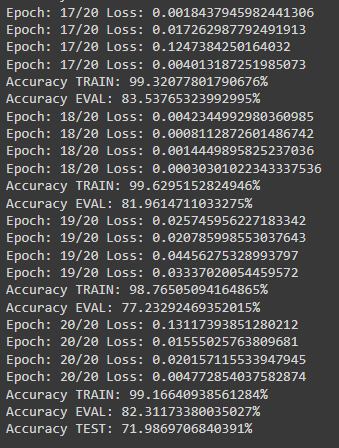 Epoch: 17/20 Loss: 0.0018437945982441306
Epoch: 17/20 Loss: 0.017262987792491913
Epoch: 17/20 Loss: 0.1247384250164032
Epoch: 17/20 Loss: 0.004013187251985073
Accuracy TRAIN: 99.32077801790676%
Accuracy EVAL: 83.53765323992995%
Epoch: 18/20 Loss: 0.0042344992980360985
Epoch: 18/20 Loss: 0.0008112872601486742
Epoch: 18/20 Loss: 0.0014449895825237036
Epoch: 18/20 Loss: 0.00030301022343337536
Accuracy TRAIN: 99.6295152824946%
Accuracy EVAL: 81.9614711033275%
Epoch: 19/20 Loss: 0.025745956227183342
Epoch: 19/20 Loss: 0.020785998553037643
Epoch: 19/20 Loss: 0.04456275328993797
Epoch: 19/20 Loss: 0.03337020054459572
Accuracy TRAIN: 98.76505094164865%
Accuracy EVAL: 77.23292469352015%
Epoch: 20/20 Loss: 0.13117393851280212
Epoch: 20/20 Loss: 0.01555025763809681
Epoch: 20/20 Loss: 0.020157115533947945
Epoch: 20/20 Loss: 0.004772854037582874
Accuracy TRAIN: 99.16640938561284%
Accuracy EVAL: 82.31173380035027%
Accuracy TEST: 71.9869706840391%